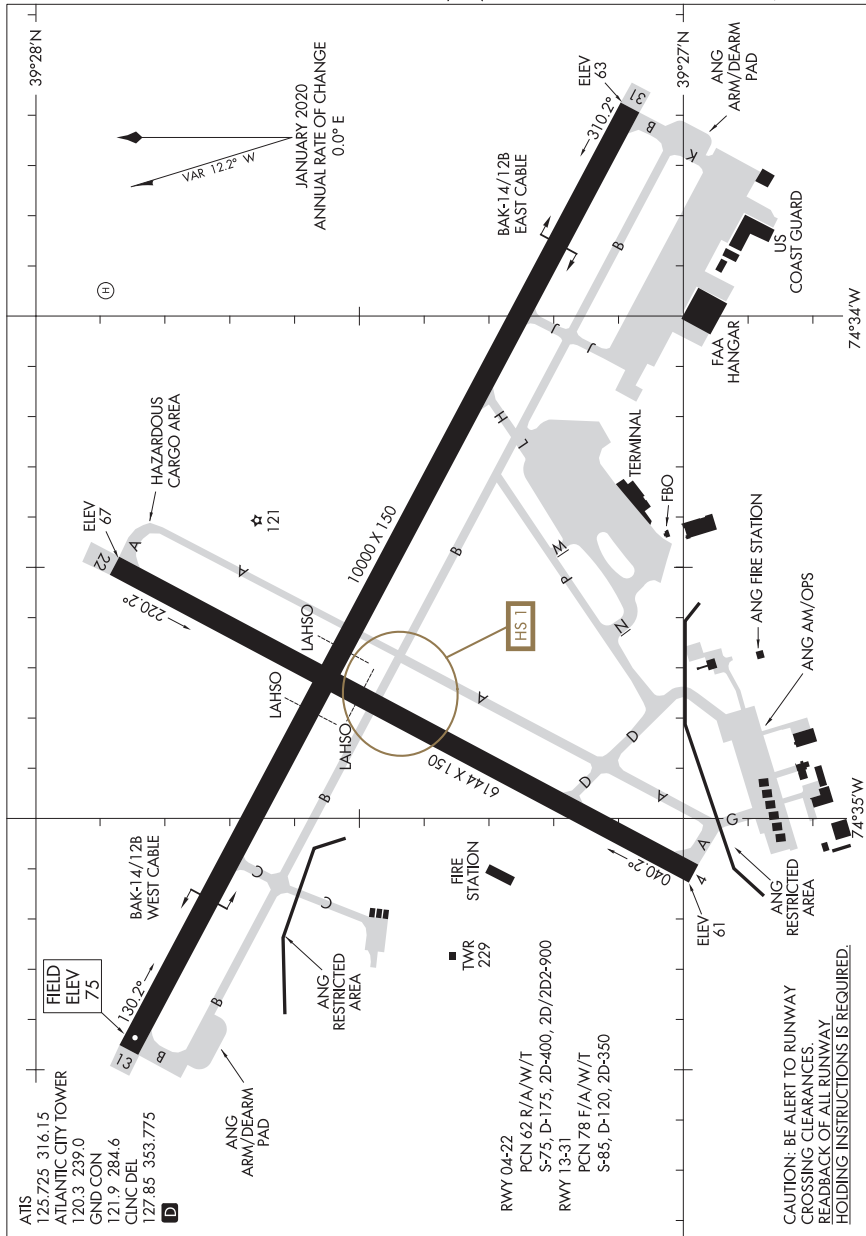 ATIS
125.725 316.15
ATLANTIC CITY TOWER
120.3 239.0
GND CON
121.9 284.6
CLNC DEL
127.85 353.775
D
39°28'N
JANUARY 2020
ANNUAL RATE OF CHANGE
0.0° E
VAR 12.2° W
H
HAZARDOUS
CARGO AREA
ELEV
67
22
A
220.2°
A
121
FIELD
ELEV
75
13
130.2°
B
B
ANG
ARM/DEARM
PAD
BAK-14/12B
WEST CABLE
C
C
ANG
RESTRICTED
AREA
B
LAHSO
LAHSO
LAHSO
10000 X 150
HS 1
6144 X 150
B
A
BAK-14/12B
EAST CABLE
310.2°
ELEV
63
31
B
39°27'N
ANG
ARM/DEARM
PAD
K
B
J
J
H
L
US
COAST GUARD
FAA
HANGAR
74°34'W
TERMINAL
FBO
M
P
N
D
D
A
A
G
ANG FIRE STATION
ANG AM/OPS
74°35'W
FIRE
STATION
TWR
229
040.2°
4
ELEV
61
ANG
RESTRICTED
AREA
RWY 04-22
PCN 62 R/A/W/T
S-75, D-175, 2D-400, 2D/2D2-900
RWY 13-31
PCN 78 F/A/W/T
S-85, D-120, 2D-350
CAUTION: BE ALERT TO RUNWAY
CROSSING CLEARANCES.
READBACK OF ALL RUNWAY
HOLDING INSTRUCTIONS IS REQUIRED.